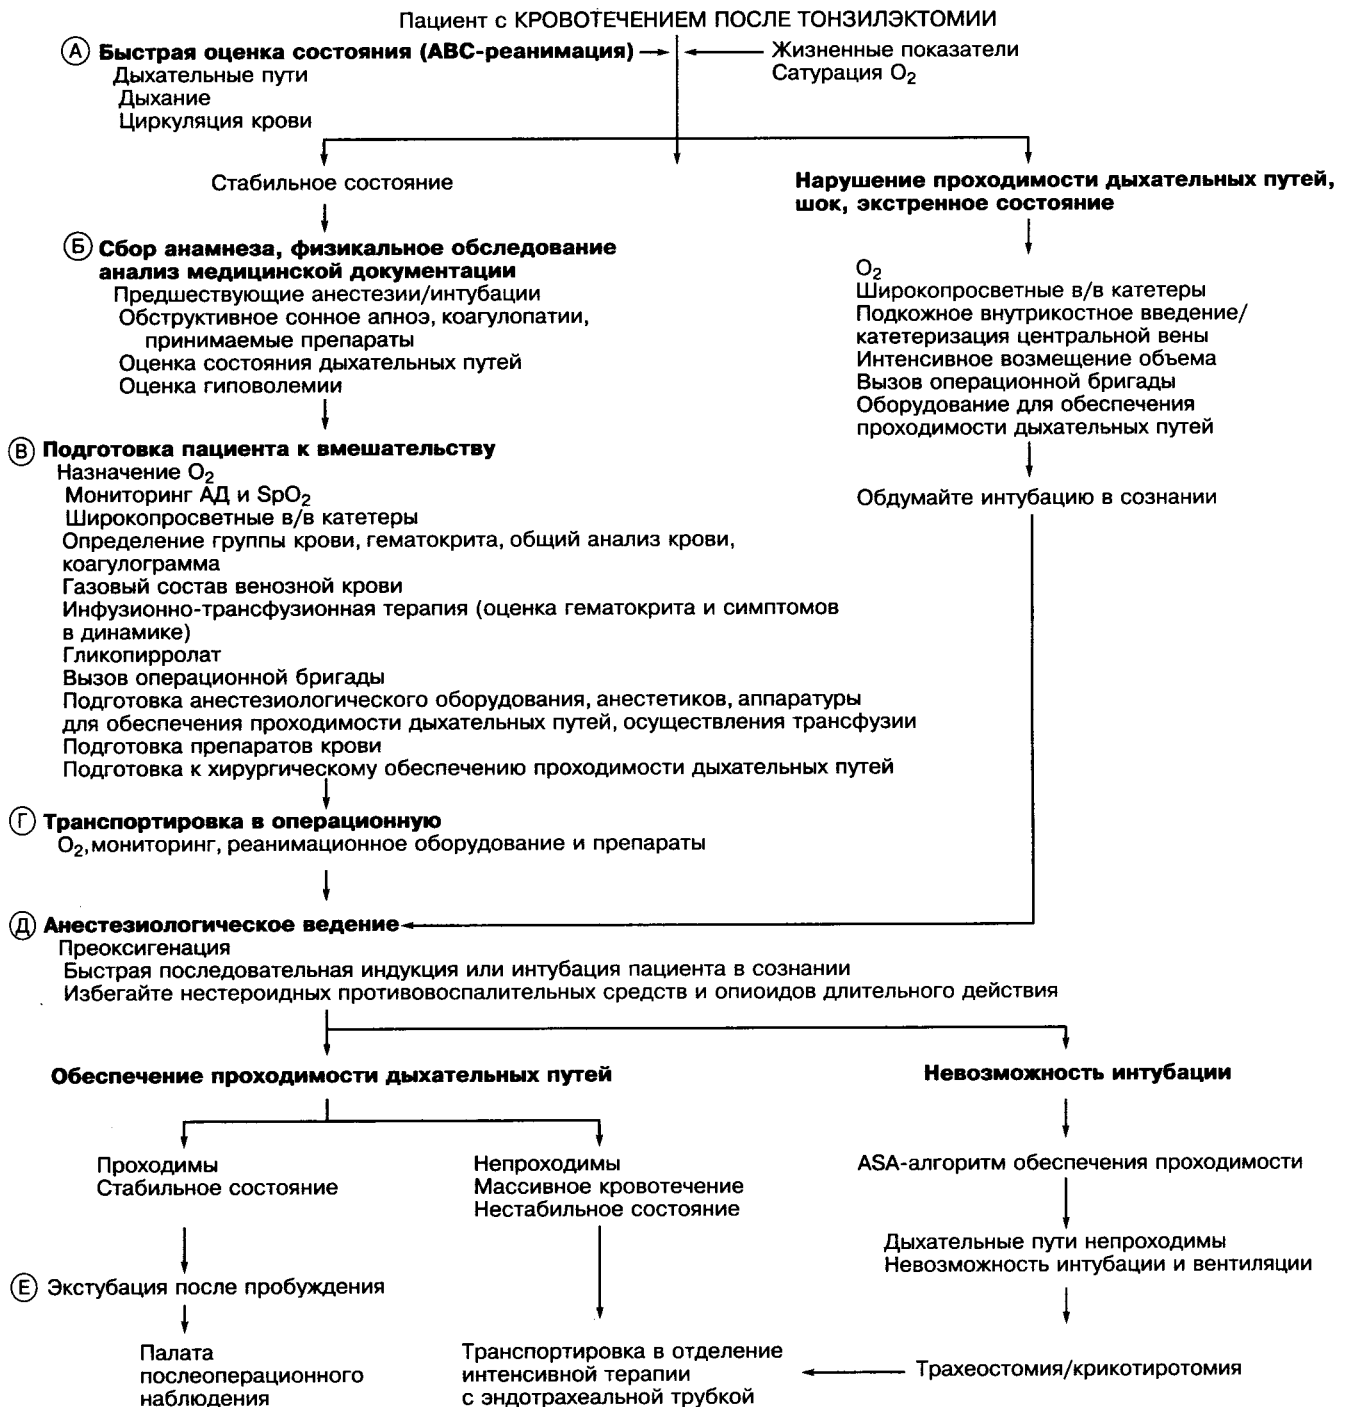 Пациент с КРОВОТЕЧЕНИЕМ ПОСЛЕ ТОНЗИЛЭКТОМИИ
А Быстрая оценка состояния (АВС-реанимация)
Дыхательные пути
Дыхание
Циркуляция крови
Жизненные показатели
Сатурация O₂
Стабильное состояние
Нарушение проходимости дыхательных путей,
шок, экстренное состояние
Б Сбор анамнеза, физикальное обследование
анализ медицинской документации
Предшествующие анестезии/интубации
Обструктивное сонное апноэ, коагулопатии,
принимаемые препараты
Оценка состояния дыхательных путей
Оценка гиповолемии
O₂
Широкопросветные в/в катетеры
Подкожное внутрикостное введение/
катетеризация центральной вены
Интенсивное возмещение объема
Вызов операционной бригады
Оборудование для обеспечения
проходимости дыхательных путей
Обдумайте интубацию в сознании
В Подготовка пациента к вмешательству
Назначение O₂
Мониторинг АД и SpO₂
Широкопросветные в/в катетеры
Определение группы крови, гематокрита, общий анализ крови,
коагулограмма
Газовый состав венозной крови
Инфузионно-трансфузионная терапия (оценка гематокрита и симптомов
в динамике)
Гликопирролат
Вызов операционной бригады
Подготовка анестезиологического оборудования, анестетиков, аппаратуры
для обеспечения проходимости дыхательных путей, осуществления трансфузии
Подготовка препаратов крови
Подготовка к хирургическому обеспечению проходимости дыхательных путей
Г Транспортировка в операционную
O₂, мониторинг, реанимационное оборудование и препараты
Д Анестезиологическое ведение
Преоксигенация
Быстрая последовательная индукция или интубация пациента в сознании
Избегайте нестероидных противовоспалительных средств и опиоидов длительного действия
Обеспечение проходимости дыхательных путей
Невозможность интубации
Проходимы
Стабильное состояние
Непроходимы
Массивное кровотечение
Нестабильное состояние
ASA-алгоритм обеспечения проходимости
Дыхательные пути непроходимы
Невозможность интубации и вентиляции
Е Экстубация после пробуждения
Палата
послеоперационного
наблюдения
Транспортировка в отделение
интенсивной терапии
с эндотрахеальной трубкой
Трахеостомия/крикотиротомия